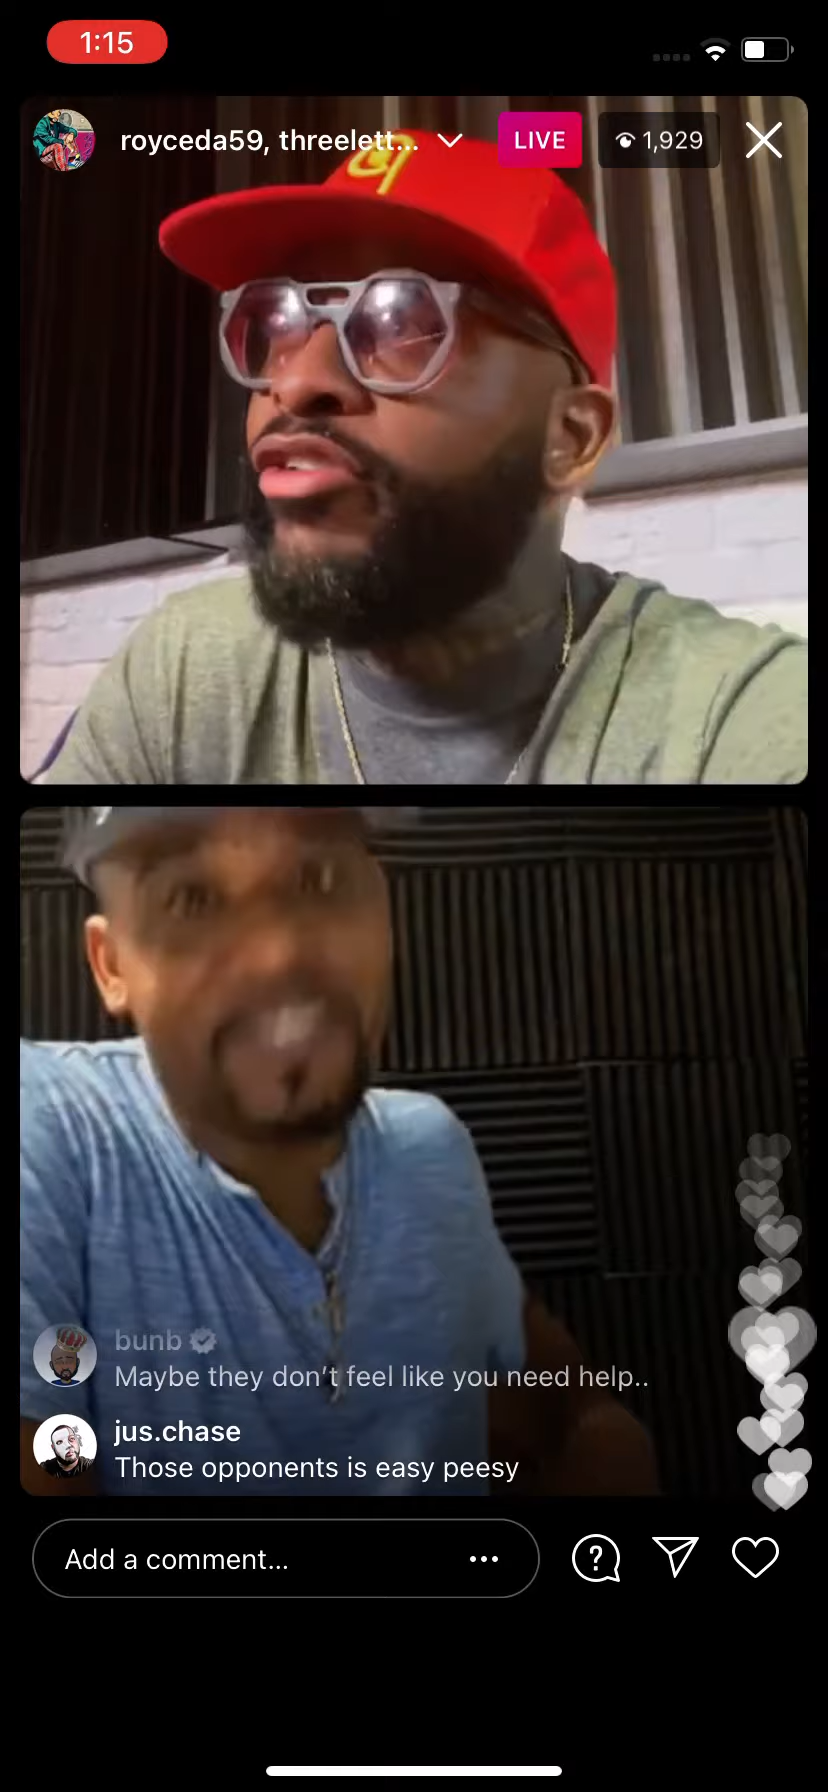 1:15
royceda59, threelett...
LIVE
1,929
bunb
Maybe they don't feel like you need help..
jus.chase
Those opponents is easy peesy
Add a comment...